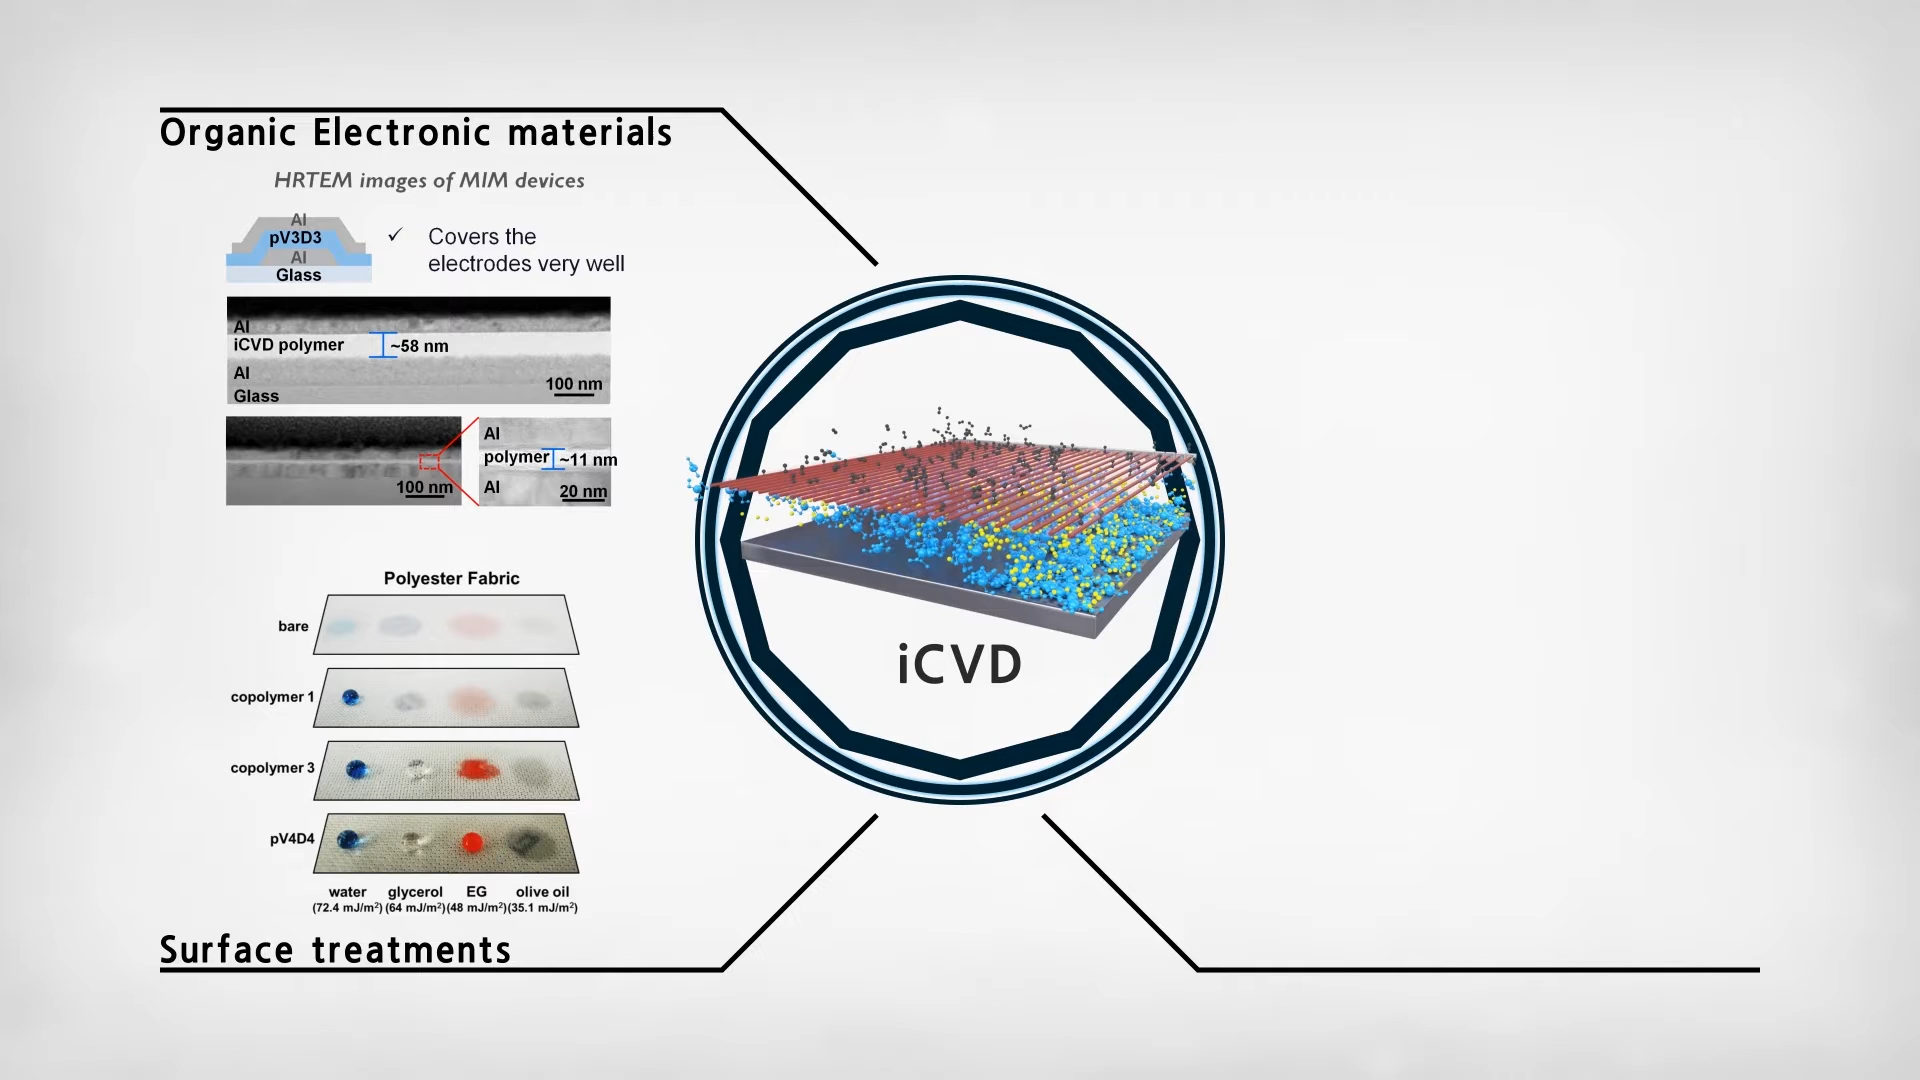 Organic Electronic materials
HRTEM images of MIM devices
Al
pV3D3
Al
Glass
✓ Covers the
electrodes very well
Al
iCVD polymer
~58 nm
Al
Glass
100 nm
100 nm
Al
polymer
~11 nm
Al
20 nm
iCVD
Polyester Fabric
bare
copolymer 1
copolymer 3
pV4D4
water glycerol EG olive oil
(72.4 mJ/m²) (64 mJ/m²) (48 mJ/m²) (35.1 mJ/m²)
Surface treatments